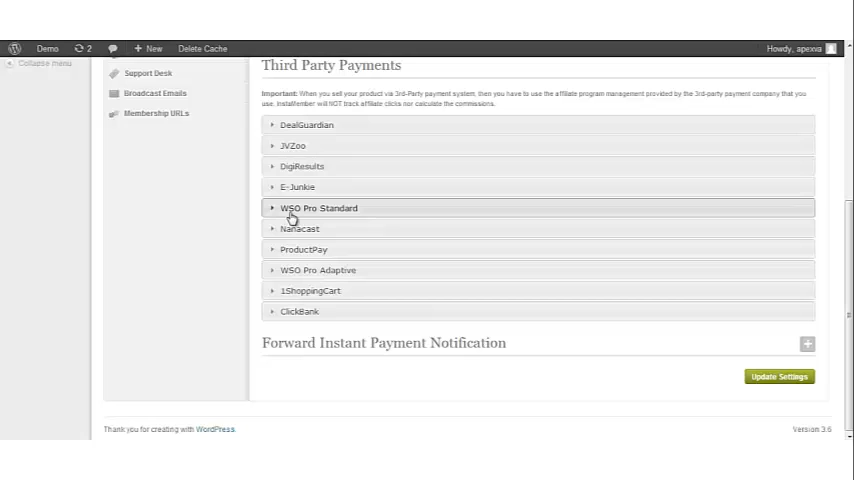 Demo 2 New Delete Cache Howdy, apexva
Collapse menu
Support Desk
Broadcast Emails
Membership URLs
Third Party Payments
Important: When you sell your product via 3rd-Party payment system, then you have to use the affiliate program management provided by the 3rd-party payment company that you
use. InstaMember will NOT track affiliate clicks nor calculate the commissions.
DealGuardian
JVZoo
DigiResults
E-Junkie
WSO Pro Standard
Nanacast
ProductPay
WSO Pro Adaptive
1ShoppingCart
ClickBank
Forward Instant Payment Notification
Update Settings
Thank you for creating with WordPress. Version 3.6